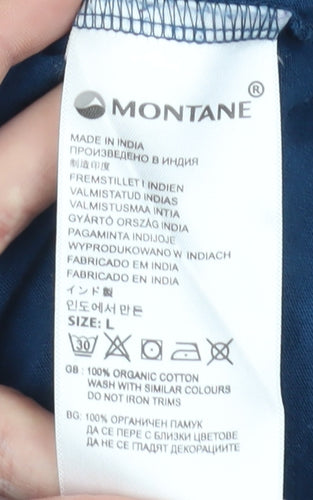 MONTANE®
MADE IN INDIA
ПРОИЗВЕДЕНО В ИНДИЯ
制造印度
FREMSTILLET I INDIEN
VALMISTATUD INDIAS
VALMISTUSMAA INTIA
GYÁRTÓ ORSZÁG INDIA
PAGAMINTA INDIJOJE
WYPRODUKOWANO W INDIACH
FABRICADO EM INDIA
FABRICADO EN INDIA
インド製
인도에서 만든
SIZE: L
30
GB : 100% ORGANIC COTTON
WASH WITH SIMILAR COLOURS
DO NOT IRON TRIMS
BG: 100% ОРГАНИЧЕН ПАМУК
ДА СЕ ПЕРЕ С БЛИЗКИ ЦВЕТОВЕ
ДА НЕ СЕ ГЛАДЯТ ДЕКОРАЦИИТЕ